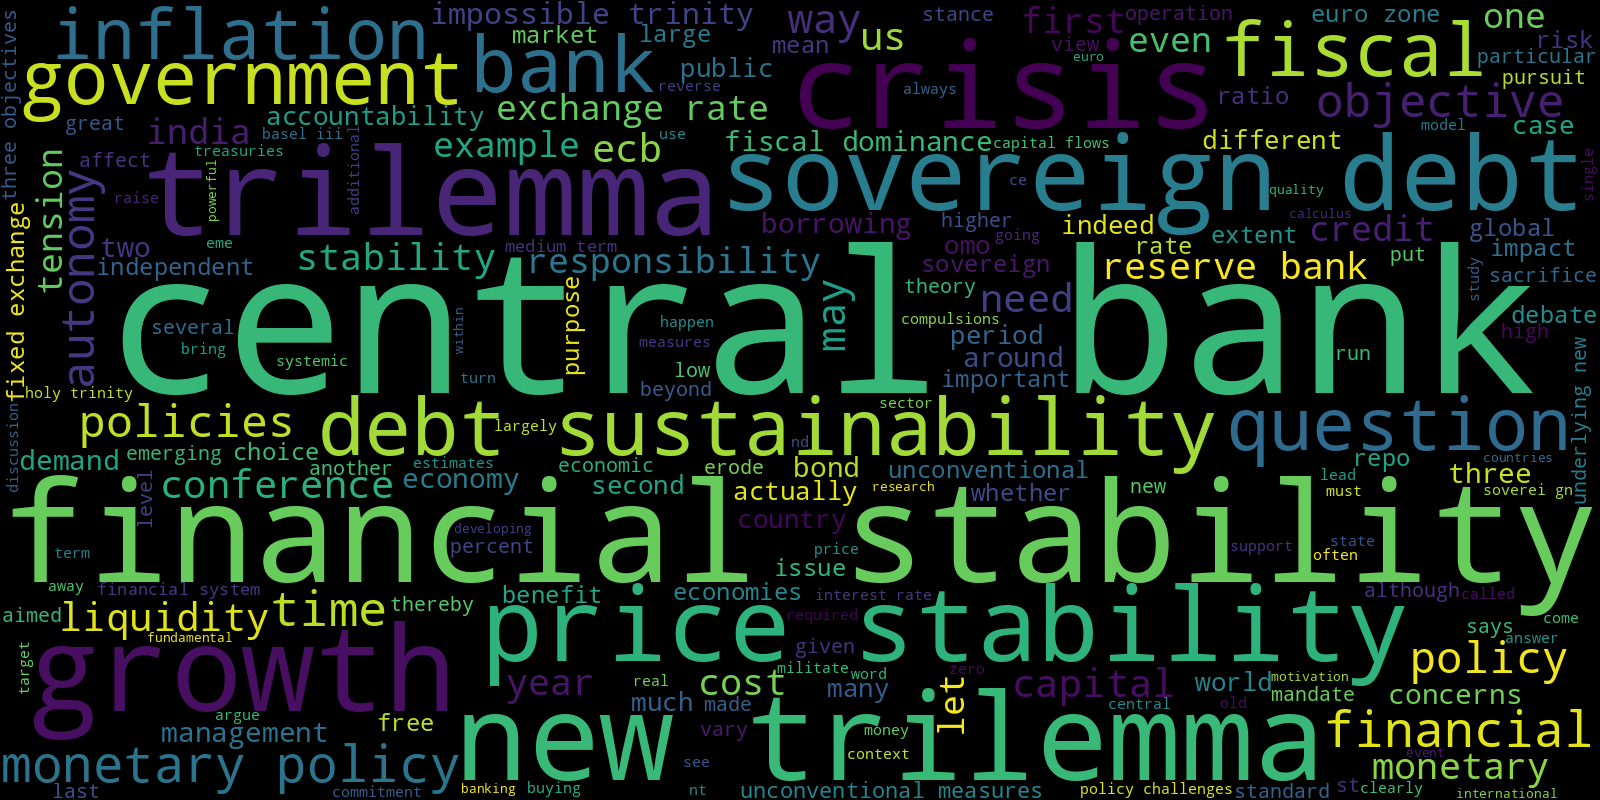 inflation impossible trinity way stance first operation euro zone one
market large mean us view even fiscal risk
government bank public crisis euro particular
reverse always pursuit
three objectives accountability exchange rate ratio objective
great india basel iii additional use fiscal dominance capital flows different model case
affect treasuries example ecb sovereign debt single
tension autonomy raise powerful trilemma ce quality
borrowing higher indeed calculus credit global
two eme stability medium term responsibility omo going rate extent put impact
independent sovereign reserve bank study sacrifice
fixed exchange central bank purpose may theory need
several within happen compulsions debate
bring measures period high
systemic low around run
holy trinity turn beyond important underlying new
policies debt sustainability sector question
discussion largely nd
demand emerging choice another estimates economic erode bond unconventional repo countries
level conference economy second actually research whether new lead three
must soverei gn
financial stability developing country
term percent price issue support state often
away financial system benefit economies interest rate although called
aimed liquidity time thereby price stability required says come
fundamental given answer
target growth militate word zero policy
year real cost many let capital world motivation
much made central old mandate concerns
argue management free new trilemma vary money event financial
context
monetary policy see monetary
last commitment banking buying nt unconventional measures policy challenges standard st clearly
international